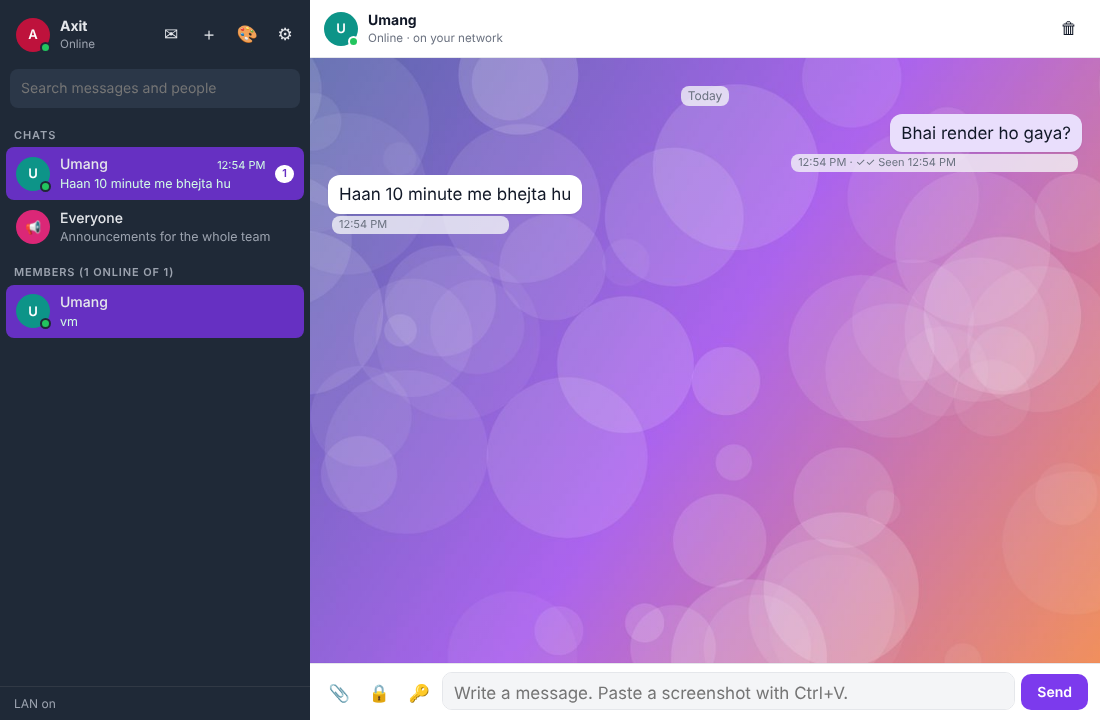 A
Axit
Online
Search messages and people
CHATS
U
Umang
12:54 PM
Haan 10 minute me bhejta hu
1
Everyone
Announcements for the whole team
MEMBERS (1 ONLINE OF 1)
U
Umang
vm
LAN on
U
Umang
Online · on your network
Today
Bhai render ho gaya?
12:54 PM · ✓✓ Seen 12:54 PM
Haan 10 minute me bhejta hu
12:54 PM
Write a message. Paste a screenshot with Ctrl+V.
Send